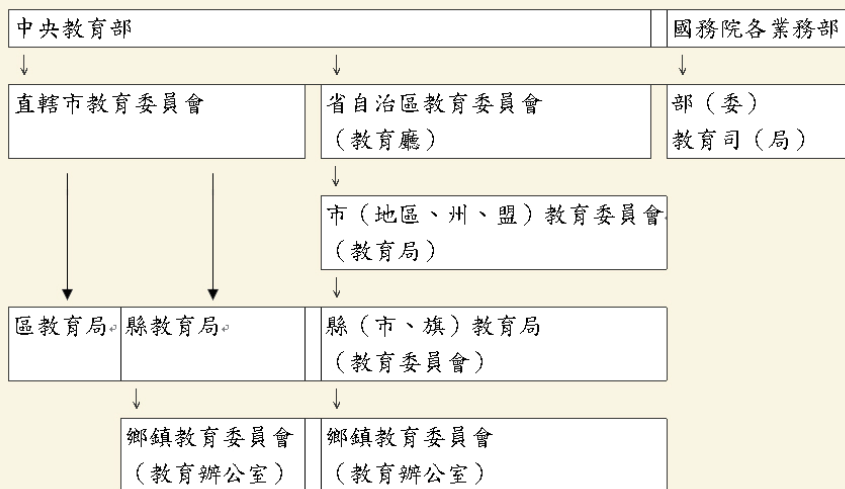 中央教育部
國務院各業務部
↓ ↓ ↓
直轄市教育委員會
省自治區教育委員會
（教育廳）
部（委）
教育司（局）
↓
市（地區、州、盟）教育委員會
（教育局）
↓
區教育局
縣教育局
縣（市、旗）教育局
（教育委員會）
↓ ↓
鄉鎮教育委員會
（教育辦公室）
鄉鎮教育委員會
（教育辦公室）